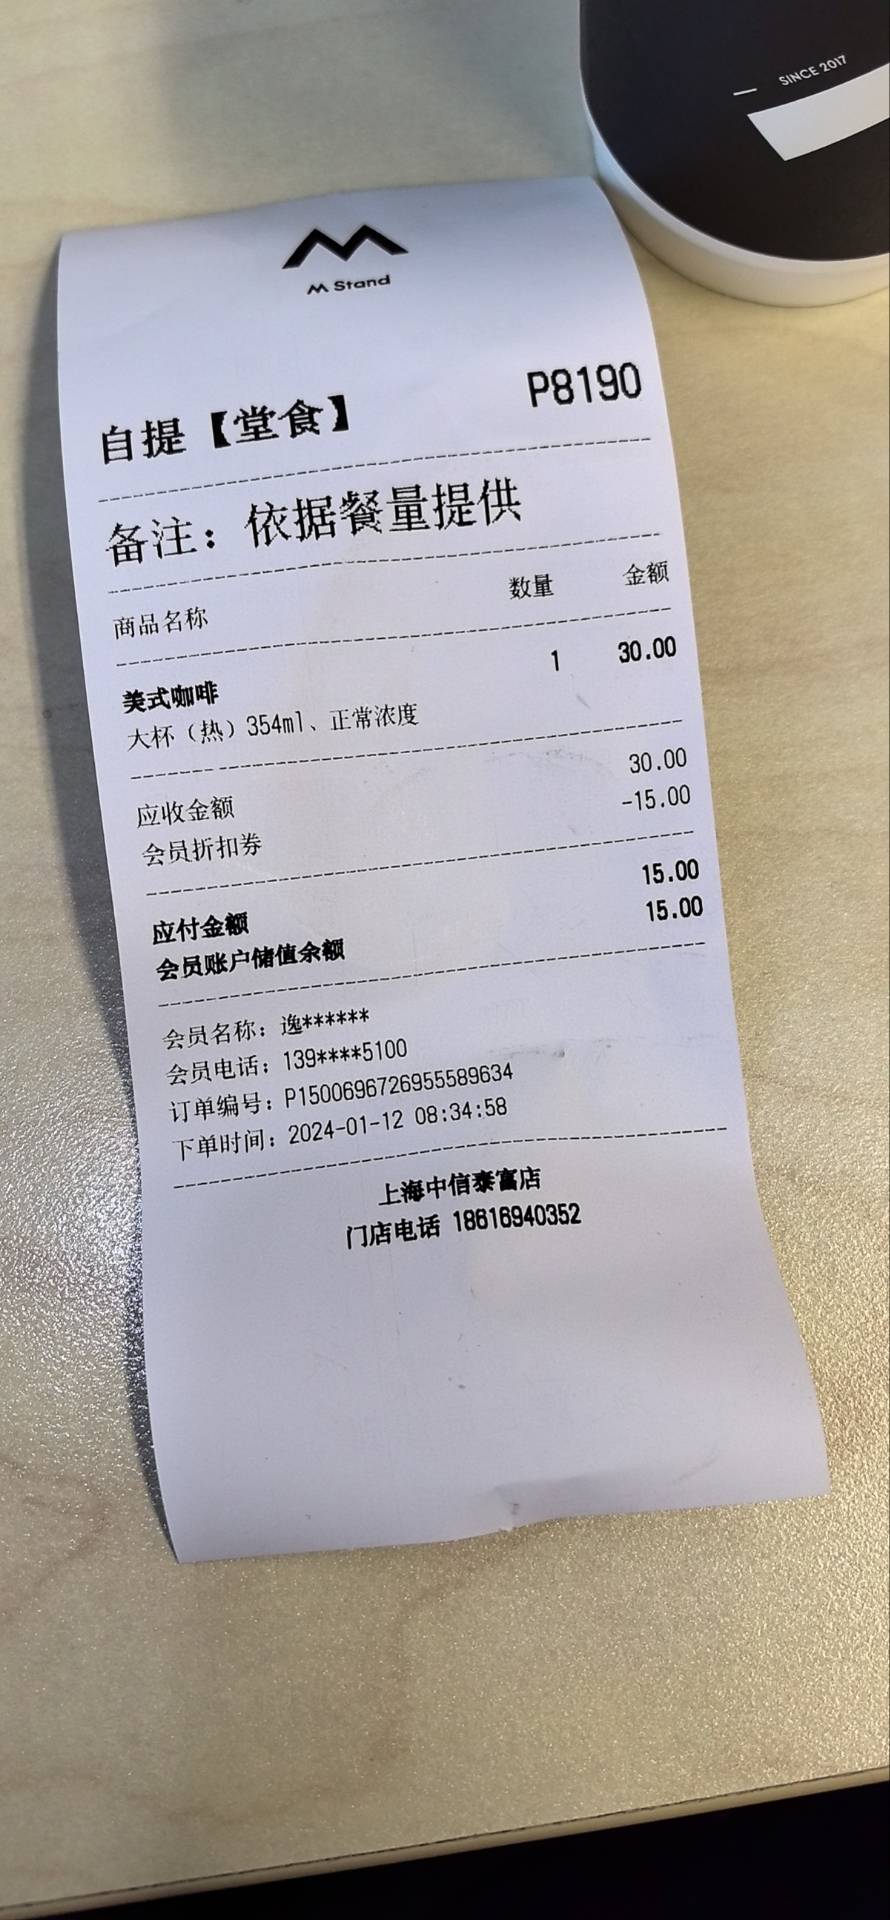 SINCE 2017
M Stand
自提【堂食】 P8190
备注：依据餐量提供
商品名称 数量 金额
美式咖啡 1 30.00
大杯（热）354ml、正常浓度
应收金额 30.00
会员折扣券 -15.00
应付金额 15.00
会员账户储值余额 15.00
会员名称：逸******
会员电话：139****5100
订单编号：P1500696726955589634
下单时间：2024-01-12 08:34:58
上海中信泰富店
门店电话 18616940352